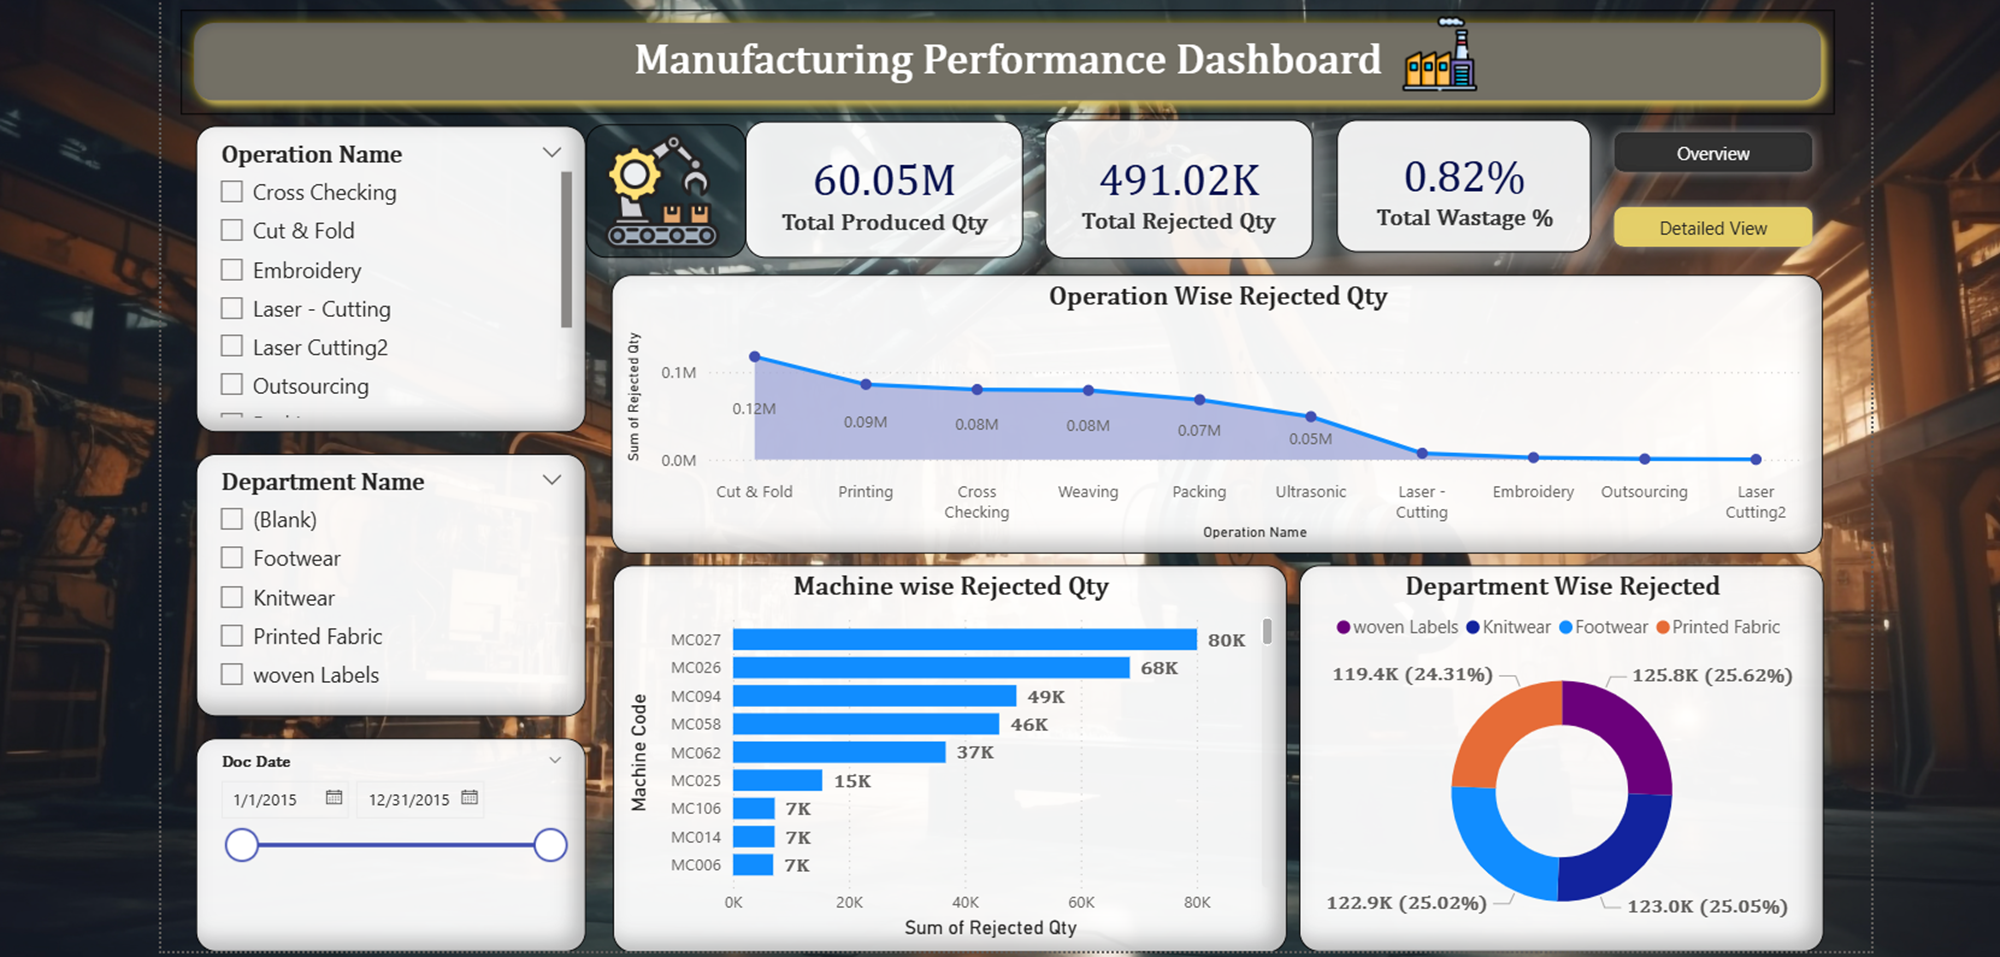 Manufacturing Performance Dashboard
Operation Name
Cross Checking
Cut & Fold
Embroidery
Laser - Cutting
Laser Cutting2
Outsourcing
Department Name
(Blank)
Footwear
Knitwear
Printed Fabric
woven Labels
Doc Date
1/1/2015
12/31/2015
60.05M
Total Produced Qty
491.02K
Total Rejected Qty
0.82%
Total Wastage %
Overview
Detailed View
Operation Wise Rejected Qty
Sum of Rejected Qty
0.1M
0.0M
0.12M
0.09M
0.08M
0.08M
0.07M
0.05M
Cut & Fold
Printing
Cross
Checking
Weaving
Packing
Ultrasonic
Laser -
Cutting
Embroidery
Outsourcing
Laser
Cutting2
Operation Name
Machine wise Rejected Qty
Machine Code
MC027 80K
MC026 68K
MC094 49K
MC058 46K
MC062 37K
MC025 15K
MC106 7K
MC014 7K
MC006 7K
0K 20K 40K 60K 80K
Sum of Rejected Qty
Department Wise Rejected
woven Labels Knitwear Footwear Printed Fabric
119.4K (24.31%)
125.8K (25.62%)
122.9K (25.02%)
123.0K (25.05%)